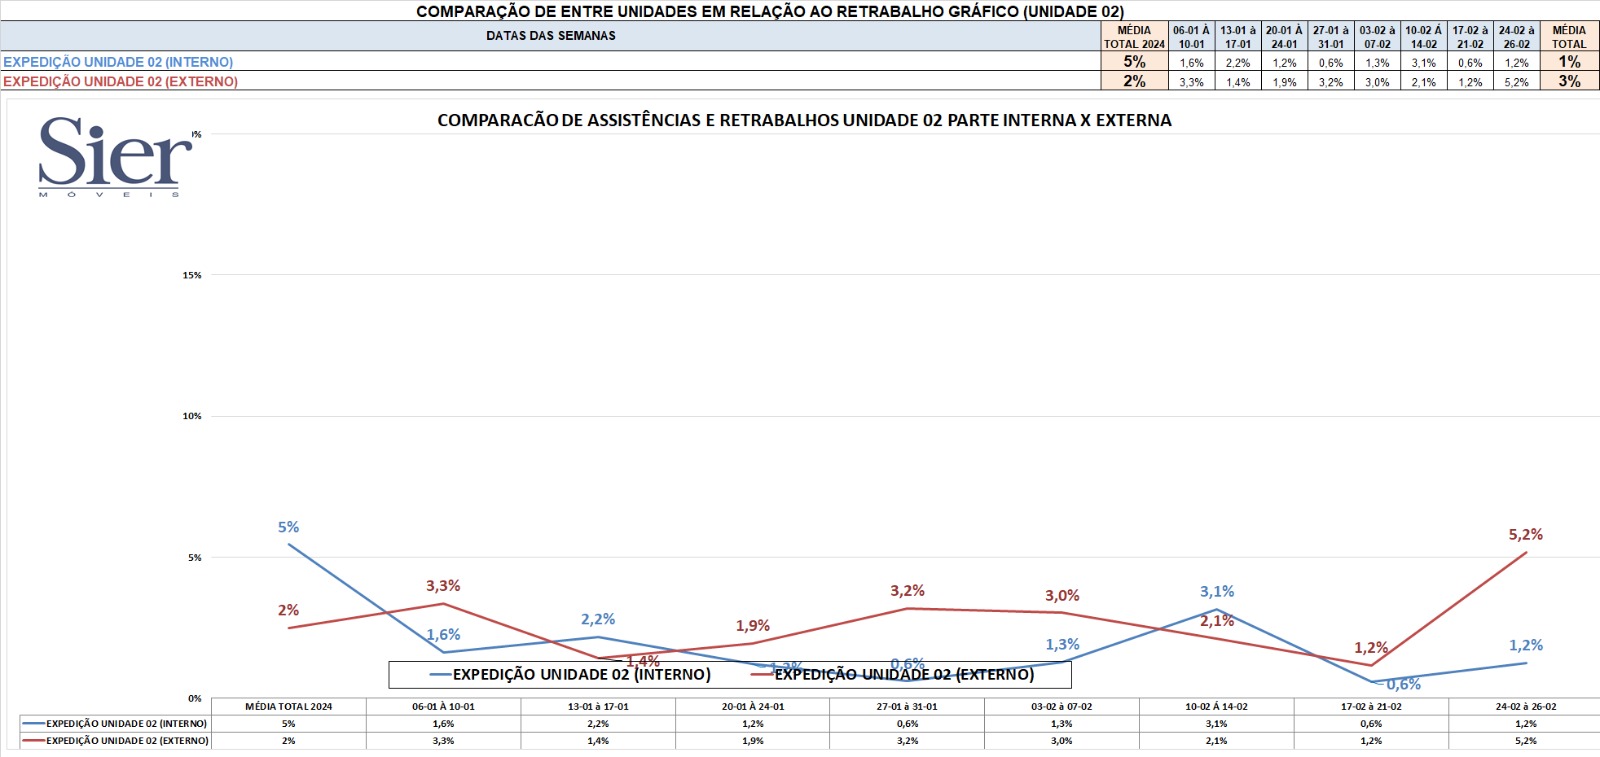 COMPARAÇÃO DE ENTRE UNIDADES EM RELAÇÃO AO RETRABALHO GRÁFICO (UNIDADE 02)
DATAS DAS SEMANAS MÉDIA TOTAL 2024 06-01 À 10-01 13-01 à 17-01 20-01 À 24-01 27-01 à 31-01 03-02 à 07-02 10-02 Á 14-02 17-02 à 21-02 24-02 à 26-02 MÉDIA TOTAL
EXPEDIÇÃO UNIDADE 02 (INTERNO) 5% 1,6% 2,2% 1,2% 0,6% 1,3% 3,1% 0,6% 1,2% 1%
EXPEDIÇÃO UNIDADE 02 (EXTERNO) 2% 3,3% 1,4% 1,9% 3,2% 3,0% 2,1% 1,2% 5,2% 3%
COMPARACÃO DE ASSISTÊNCIAS E RETRABALHOS UNIDADE 02 PARTE INTERNA X EXTERNA
Sier
MÓVEIS
15%
10%
5%
0%
5% 1,6% 2,2% 1,2% 0,6% 1,3% 3,1% 0,6% 1,2%
2% 3,3% 1,4% 1,9% 3,2% 3,0% 2,1% 1,2% 5,2%
EXPEDIÇÃO UNIDADE 02 (INTERNO) EXPEDIÇÃO UNIDADE 02 (EXTERNO)
MÉDIA TOTAL 2024 06-01 À 10-01 13-01 à 17-01 20-01 À 24-01 27-01 à 31-01 03-02 à 07-02 10-02 Á 14-02 17-02 à 21-02 24-02 à 26-02
EXPEDIÇÃO UNIDADE 02 (INTERNO) 5% 1,6% 2,2% 1,2% 0,6% 1,3% 3,1% 0,6% 1,2%
EXPEDIÇÃO UNIDADE 02 (EXTERNO) 2% 3,3% 1,4% 1,9% 3,2% 3,0% 2,1% 1,2% 5,2%